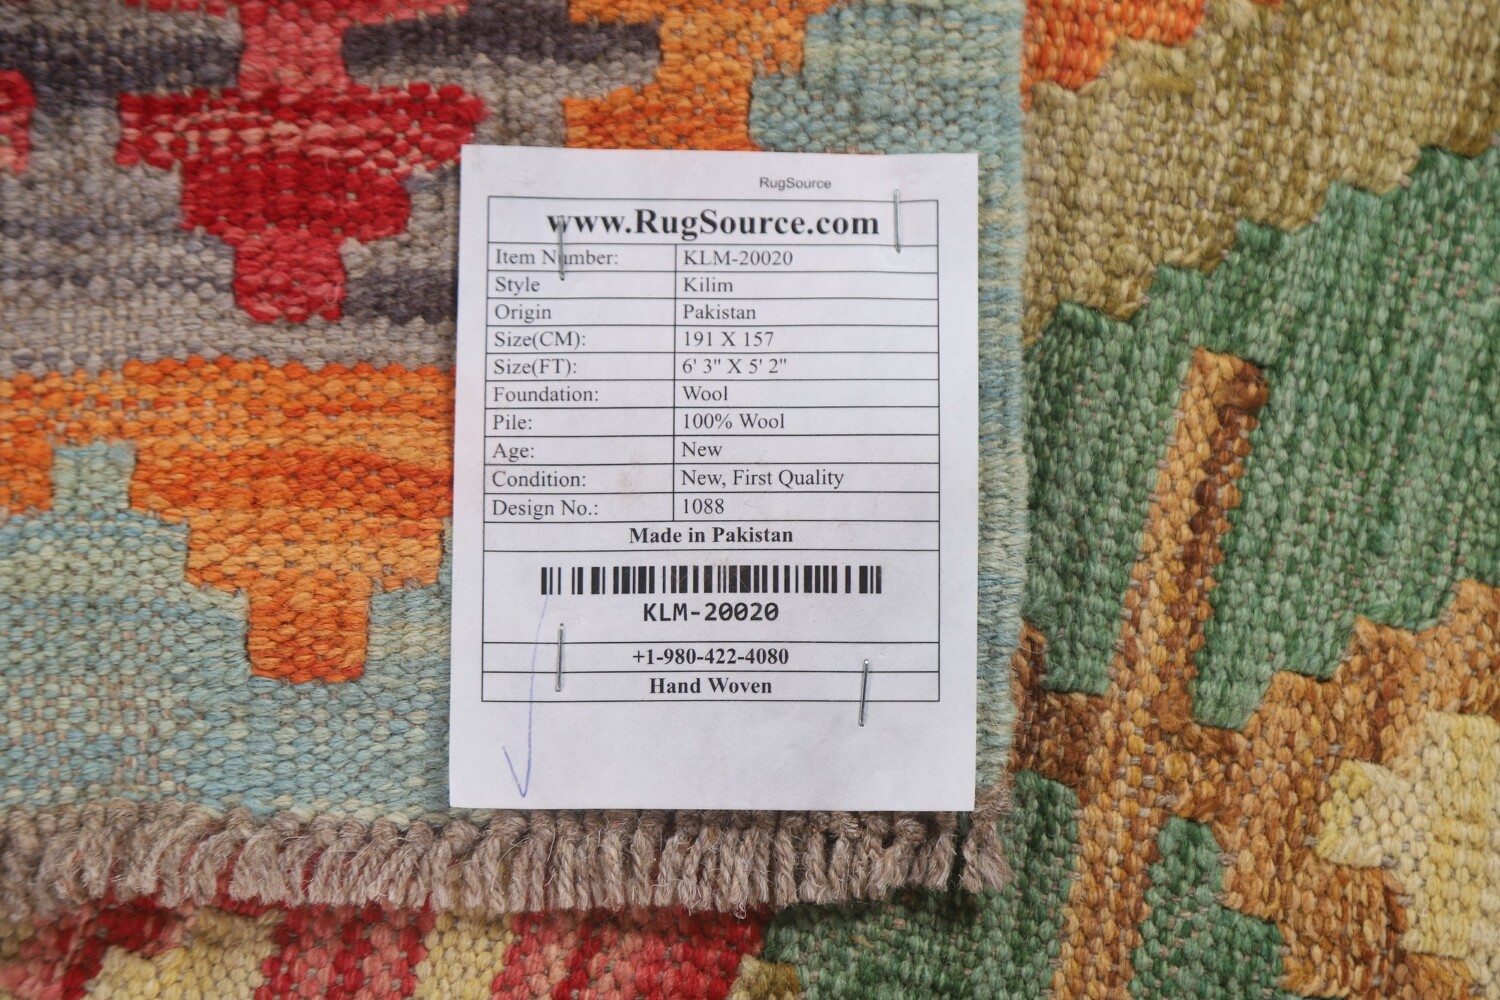 RugSource
www.RugSource.com
Item Number: KLM-20020
Style Kilim
Origin Pakistan
Size(CM): 191 X 157
Size(FT): 6' 3" X 5' 2"
Foundation: Wool
Pile: 100% Wool
Age: New
Condition: New, First Quality
Design No.: 1088
Made in Pakistan
KLM-20020
+1-980-422-4080
Hand Woven